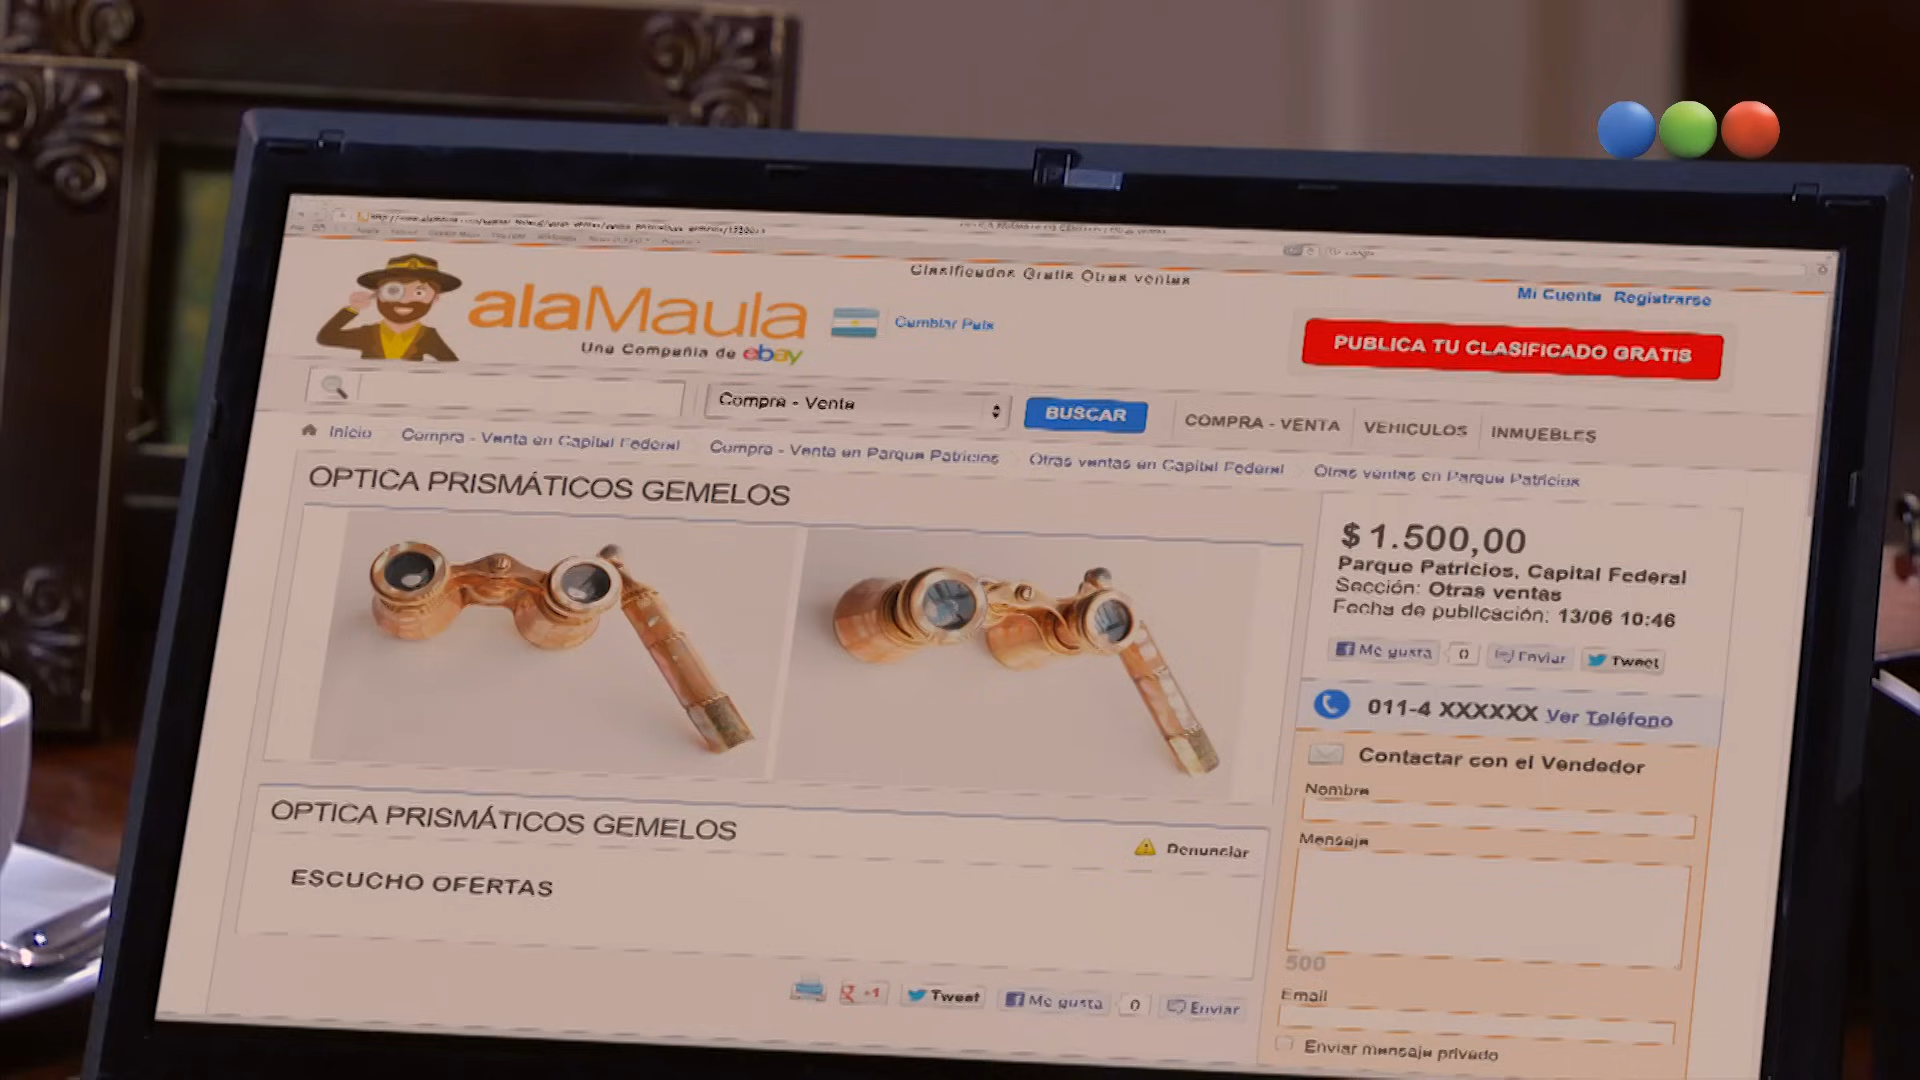 Clasificados Gratis Otras ventas
Mi Cuenta Registrarse
alaMaula
Una Compañia de ebay
Cambiar Pais
PUBLICA TU CLASIFICADO GRATIS
Compra - Venta
BUSCAR
COMPRA - VENTA
VEHICULOS
INMUEBLES
Inicio
Compra - Venta en Capital Federal
Compra - Venta en Parque Patricios
Otras ventas en Capital Federal
Otras ventas en Parque Patricios
OPTICA PRISMÁTICOS GEMELOS
$ 1.500,00
Parque Patricios, Capital Federal
Sección: Otras ventas
Fecha de publicación: 13/06 10:46
Me gusta 0 Enviar Tweet
011-4 XXXXXX Ver Teléfono
Contactar con el Vendedor
Nombre
Mensaje
500
Email
Enviar mensaje privado
OPTICA PRISMÁTICOS GEMELOS
Denunciar
ESCUCHO OFERTAS
+1 Tweet Me gusta 0 Enviar